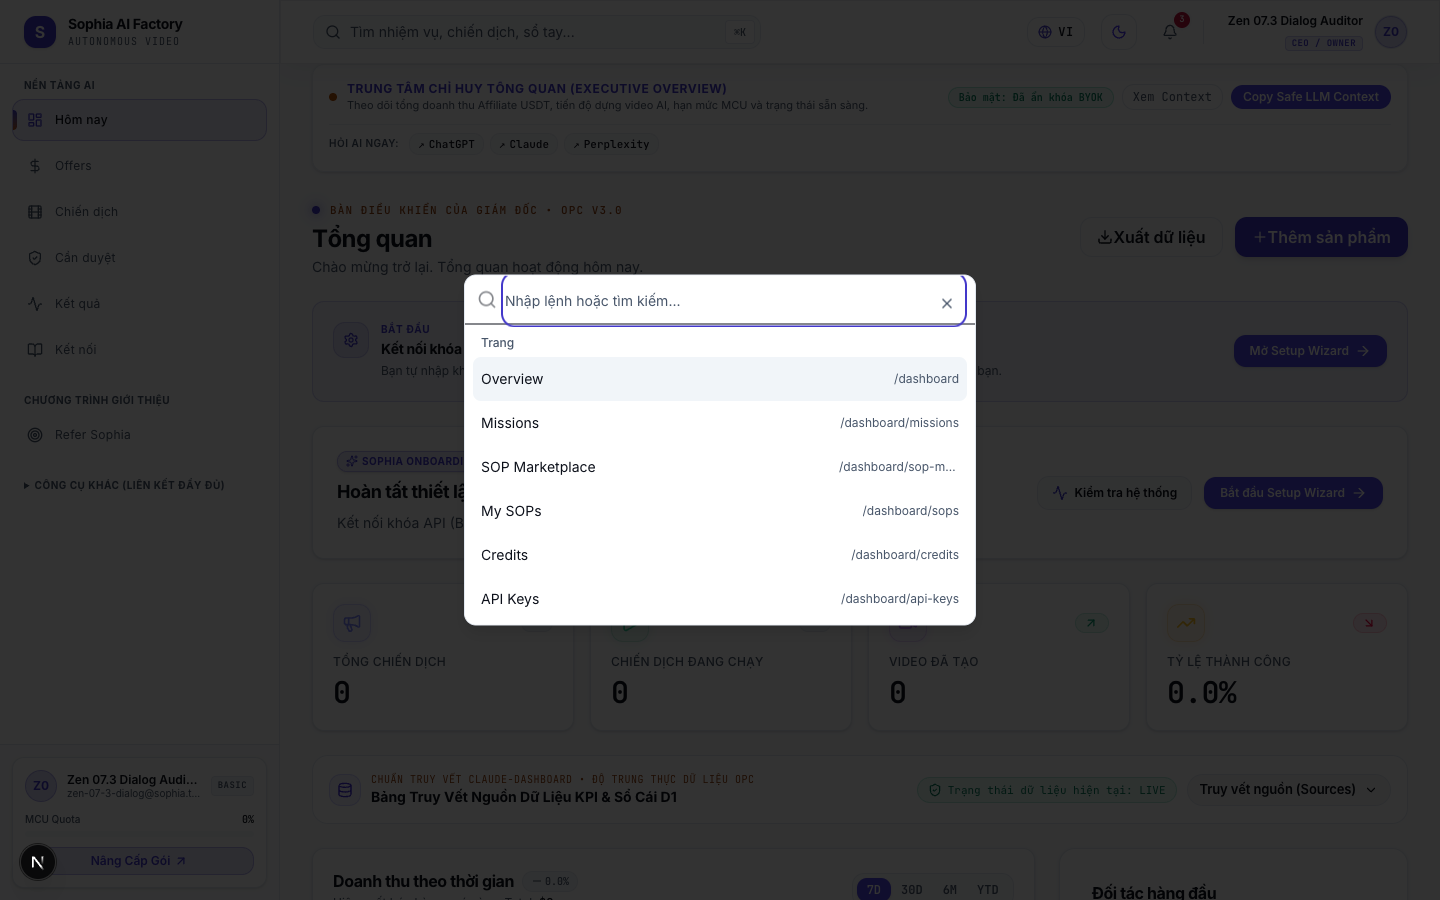 S
Sophia AI Factory
AUTONOMOUS VIDEO
Tìm nhiệm vụ, chiến dịch, sổ tay...
⌘K
VI
3
Zen 07.3 Dialog Auditor
CEO / OWNER
Z0
NỀN TẢNG AI
Hôm nay
Offers
Chiến dịch
Cần duyệt
Kết quả
Kết nối
CHƯƠNG TRÌNH GIỚI THIỆU
Refer Sophia
CÔNG CỤ KHÁC (LIÊN KẾT ĐẦY ĐỦ)
TRUNG TÂM CHỈ HUY TỔNG QUAN (EXECUTIVE OVERVIEW)
Theo dõi tổng doanh thu Affiliate USDT, tiến độ dựng video AI, hạn mức MCU và trạng thái sẵn sàng.
Bảo mật: Đã ẩn khóa BYOK
Xem Context
Copy Safe LLM Context
HỎI AI NGAY:
↗ ChatGPT
↗ Claude
↗ Perplexity
BÀN ĐIỀU KHIỂN CỦA GIÁM ĐỐC • OPC V3.0
Tổng quan
Chào mừng trở lại. Tổng quan hoạt động hôm nay.
Xuất dữ liệu
+Thêm sản phẩm
BẮT ĐẦU
Kết nối khóa
Bạn tự nhập kh
bạn.
Mở Setup Wizard
Nhập lệnh hoặc tìm kiếm...
Trang
Overview
/dashboard
Missions
/dashboard/missions
SOP Marketplace
/dashboard/sop-m...
My SOPs
/dashboard/sops
Credits
/dashboard/credits
API Keys
/dashboard/api-keys
SOPHIA ONBOARDI
Hoàn tất thiết lậ
Kết nối khóa API (B
Kiểm tra hệ thống
Bắt đầu Setup Wizard
TỔNG CHIẾN DỊCH
0
CHIẾN DỊCH ĐANG CHẠY
0
VIDEO ĐÃ TẠO
0
TỶ LỆ THÀNH CÔNG
0.0%
CHUẨN TRUY VẾT CLAUDE-DASHBOARD • ĐỘ TRUNG THỰC DỮ LIỆU OPC
Bảng Truy Vết Nguồn Dữ Liệu KPI & Sổ Cái D1
Trạng thái dữ liệu hiện tại: LIVE
Truy vết nguồn (Sources)
Z0
Zen 07.3 Dialog Audi...
zen-07-3-dialog@sophia.t...
BASIC
MCU Quota
0%
Nâng Cấp Gói
N
Doanh thu theo thời gian
0.0%
7D
30D
6M
YTD
Đối tác hàng đầu